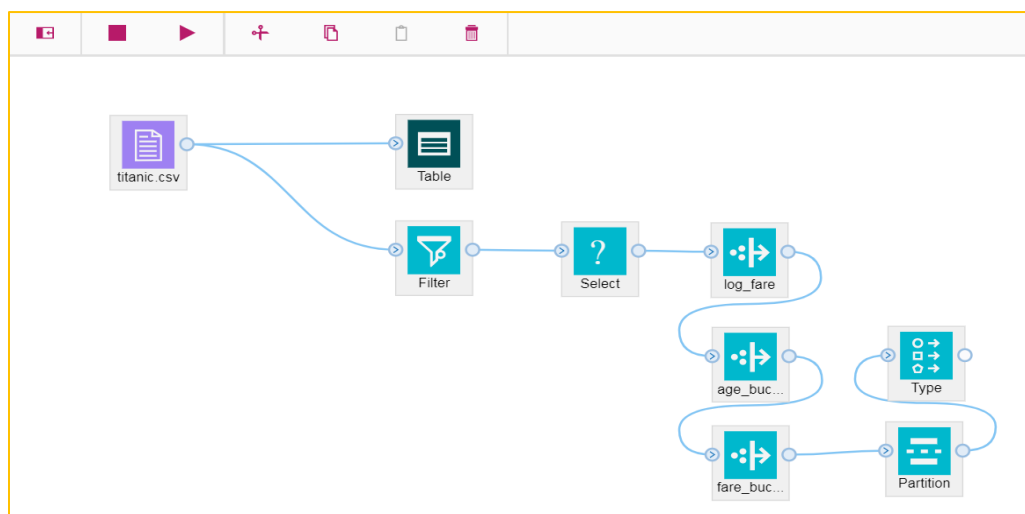 titanic.csv
Table
Filter
?
Select
log_fare
age_buc...
Type
fare_buc...
Partition